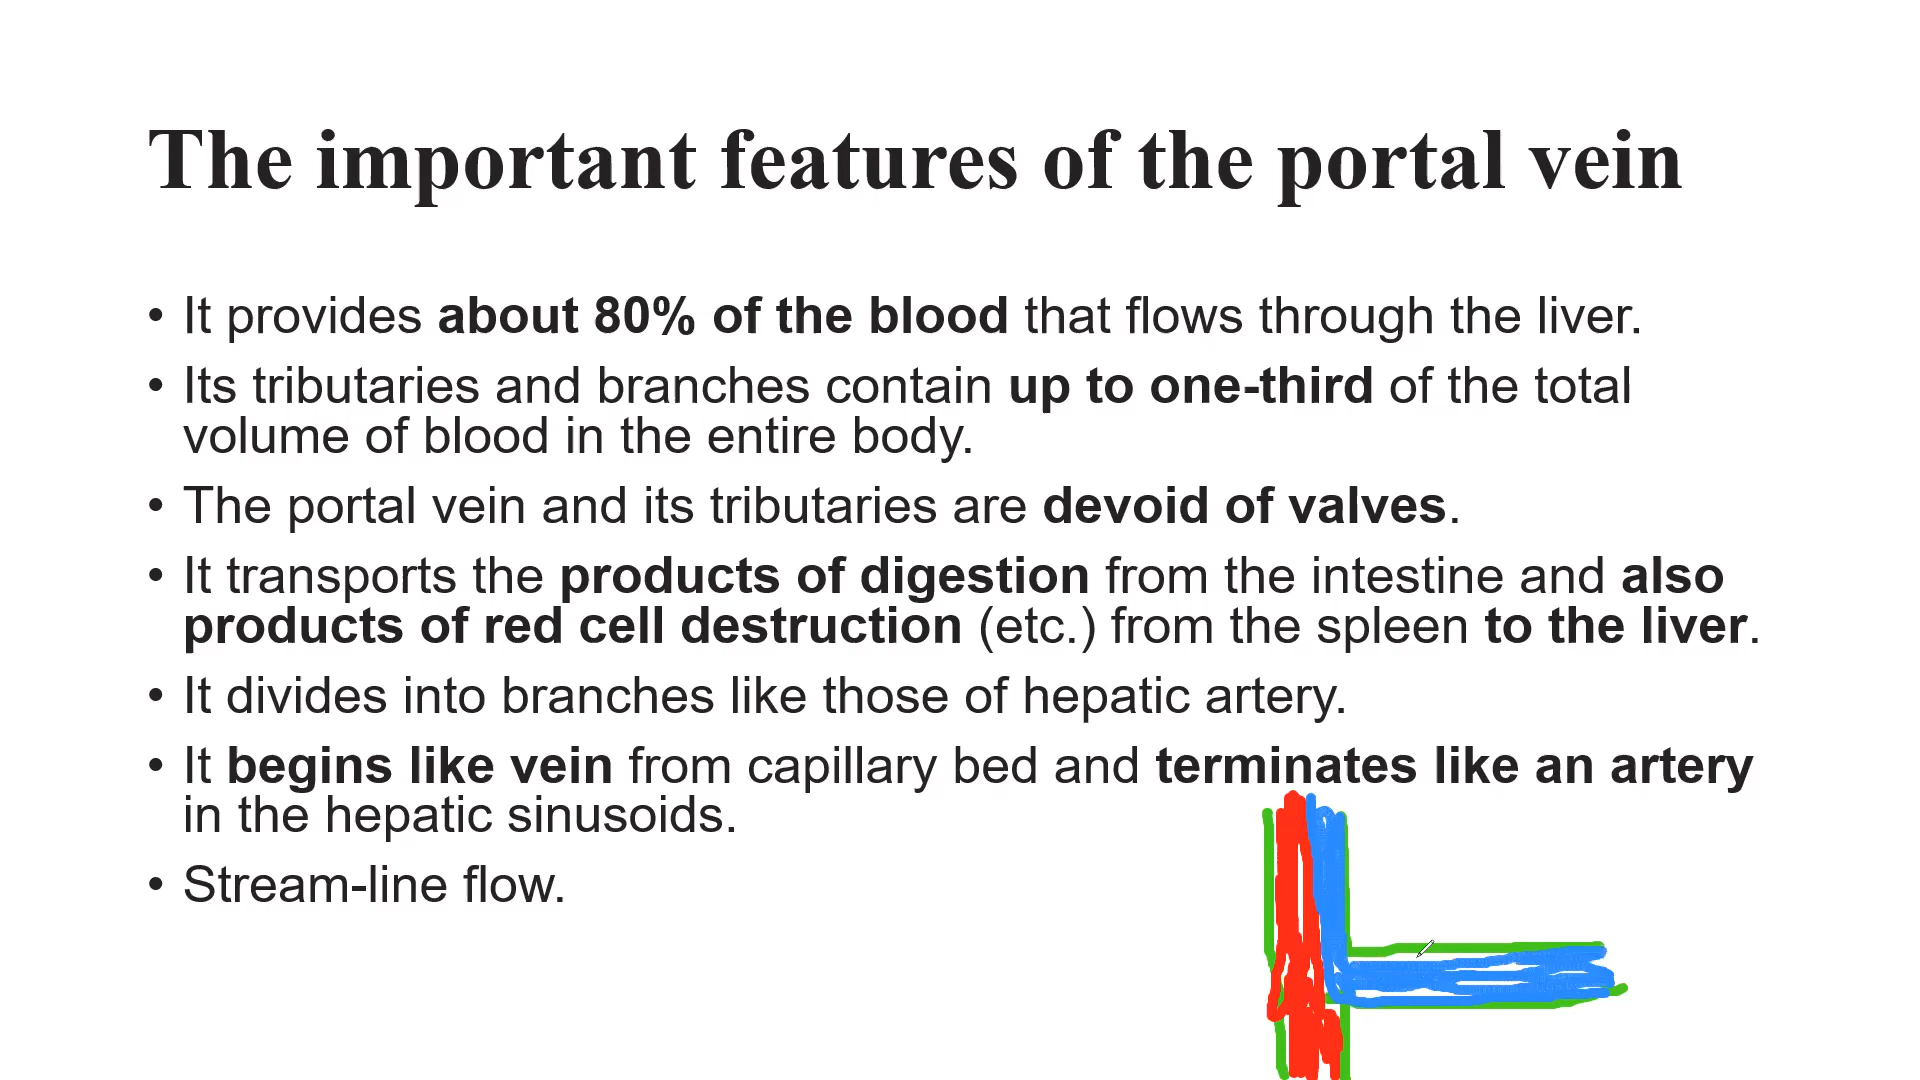 The important features of the portal vein
• It provides about 80% of the blood that flows through the liver.
• Its tributaries and branches contain up to one-third of the total
volume of blood in the entire body.
• The portal vein and its tributaries are devoid of valves.
• It transports the products of digestion from the intestine and also
products of red cell destruction (etc.) from the spleen to the liver.
• It divides into branches like those of hepatic artery.
• It begins like vein from capillary bed and terminates like an artery
in the hepatic sinusoids.
• Stream-line flow.